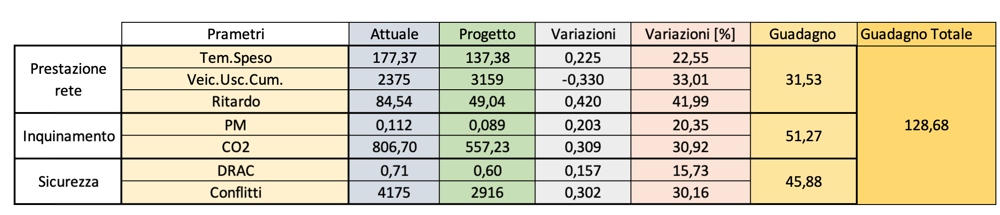 Prametri Attuale Progetto Variazioni Variazioni [%] Guadagno Guadagno Totale
Prestazione rete
Tem.Speso 177,37 137,38 0,225 22,55
Veic.Usc.Cum. 2375 3159 -0,330 33,01 31,53
Ritardo 84,54 49,04 0,420 41,99
Inquinamento
PM 0,112 0,089 0,203 20,35
CO2 806,70 557,23 0,309 30,92
51,27
128,68
Sicurezza
DRAC 0,71 0,60 0,157 15,73
Conflitti 4175 2916 0,302 30,16
45,88